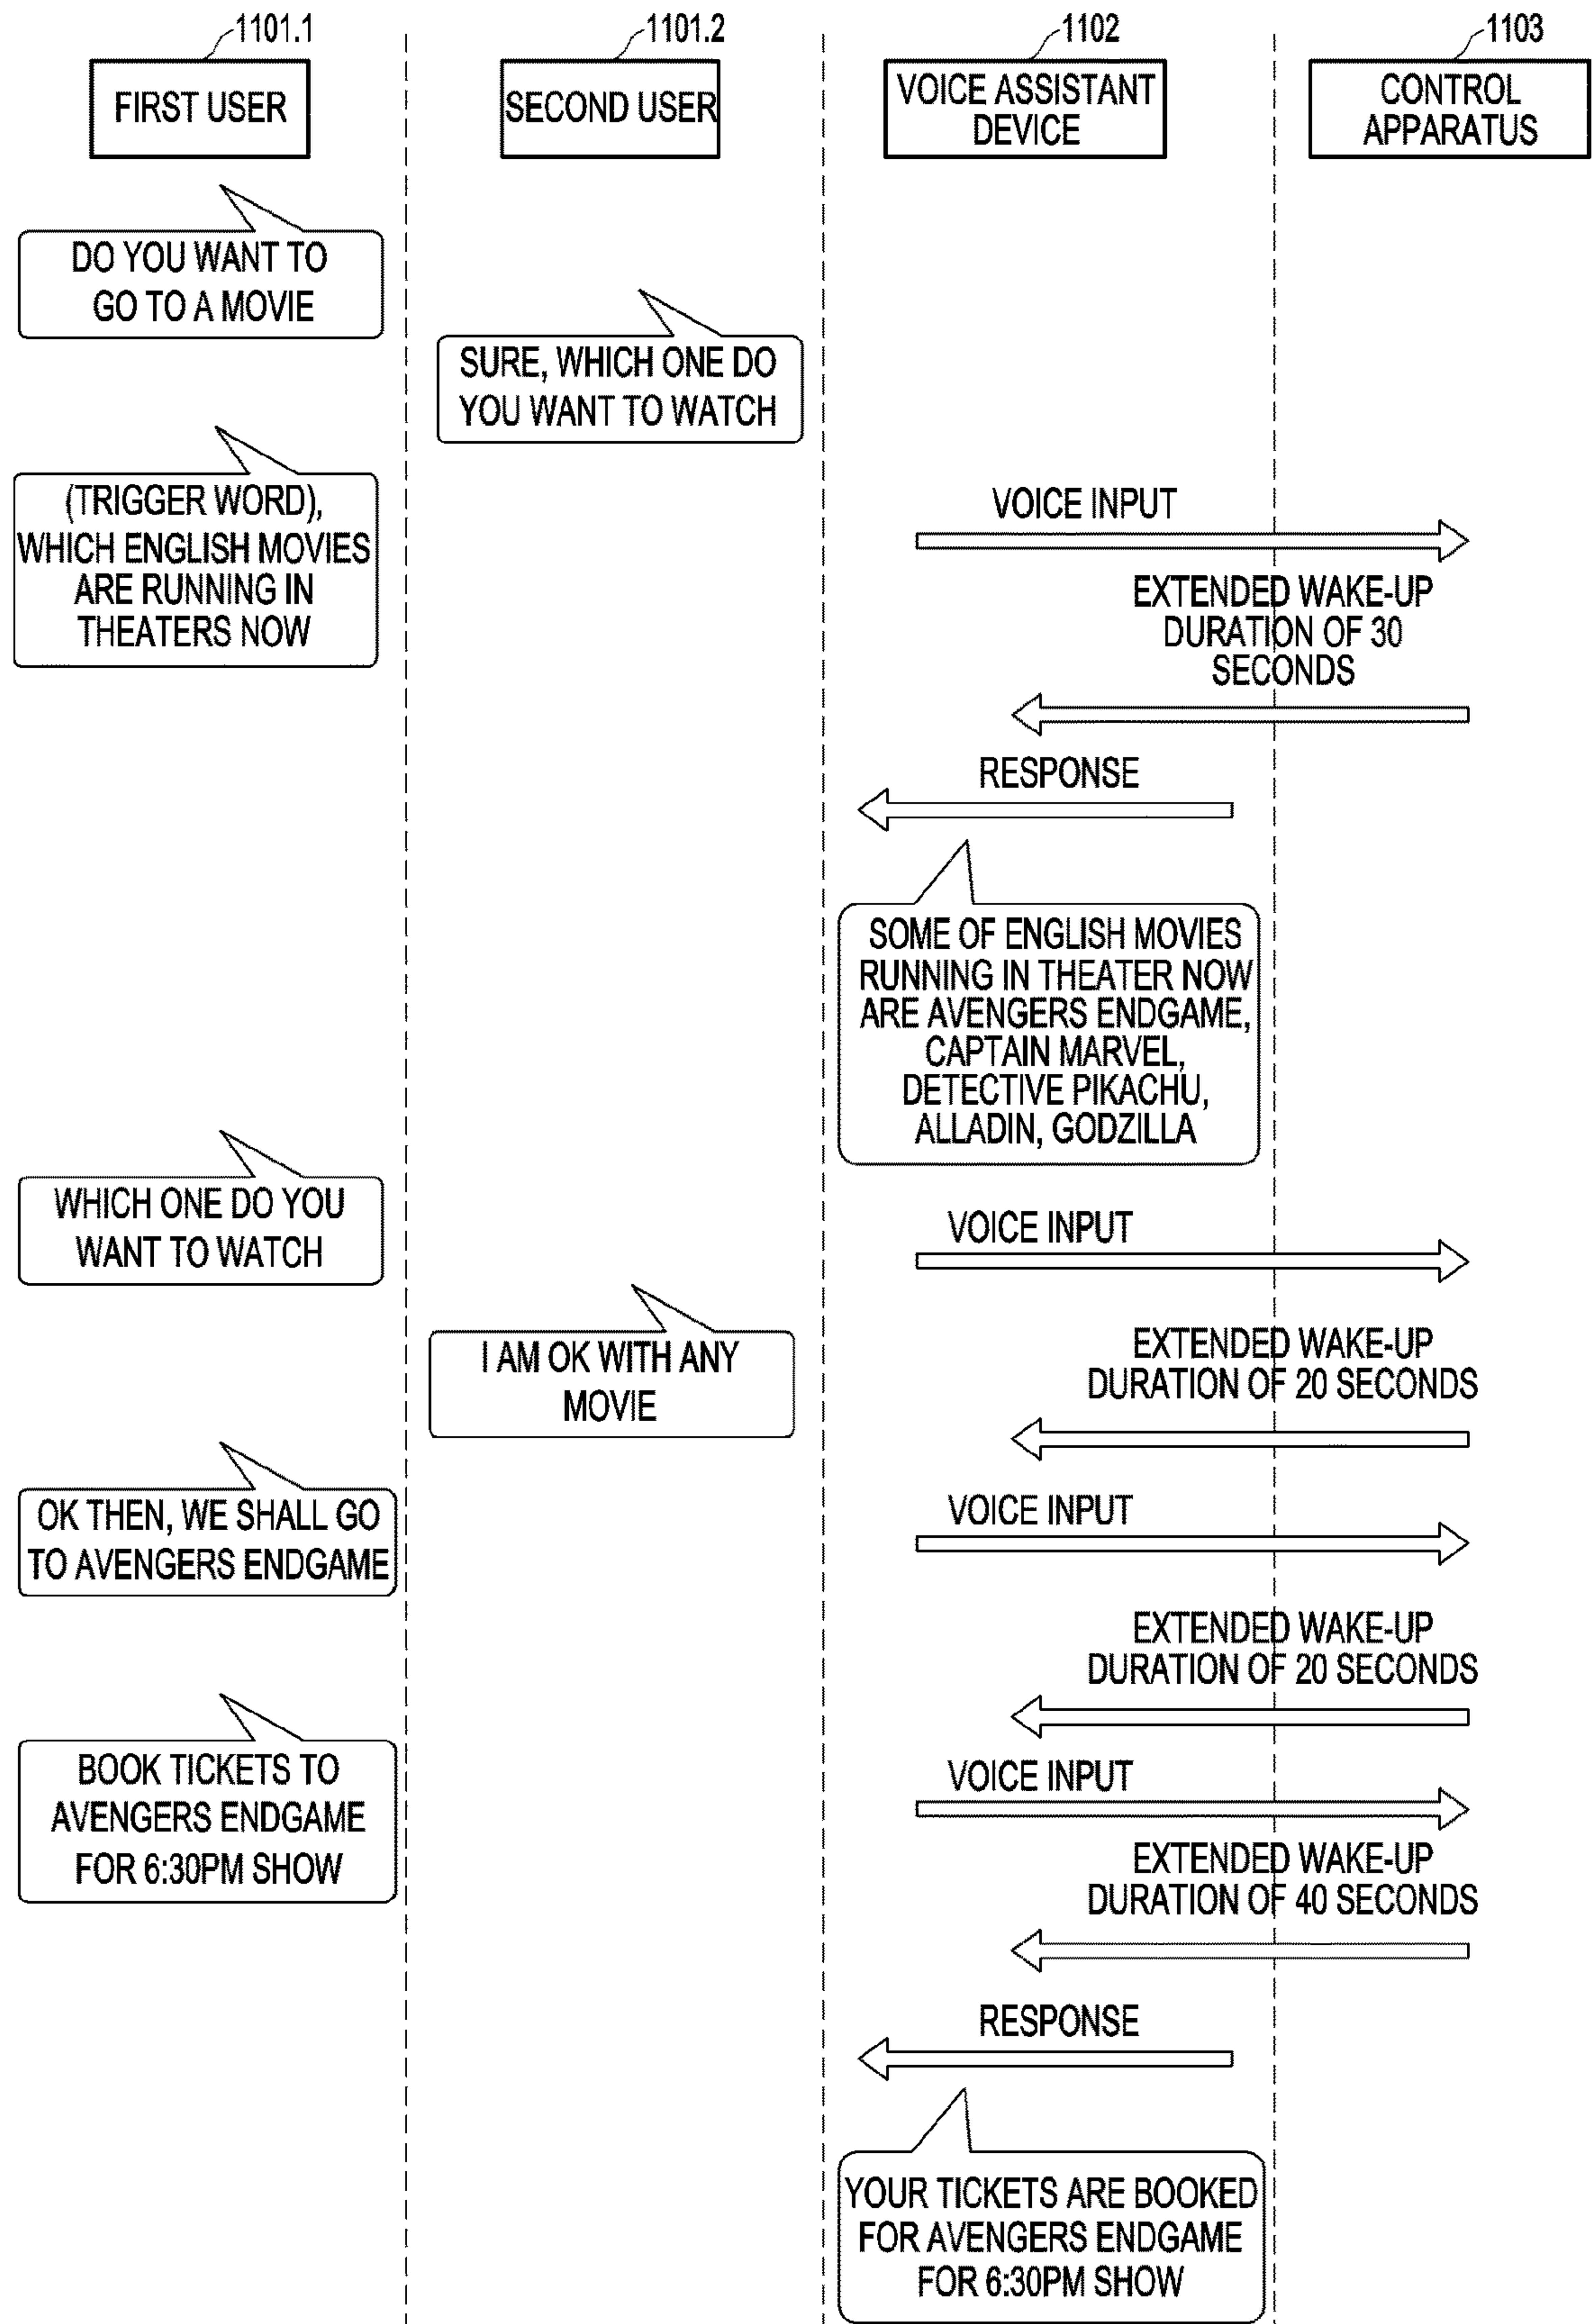 1101.1
FIRST USER
1101.2
SECOND USER
1102
VOICE ASSISTANT
DEVICE
1103
CONTROL
APPARATUS
DO YOU WANT TO
GO TO A MOVIE
SURE, WHICH ONE DO
YOU WANT TO WATCH
(TRIGGER WORD),
WHICH ENGLISH MOVIES
ARE RUNNING IN
THEATERS NOW
VOICE INPUT
EXTENDED WAKE-UP
DURATION OF 30
SECONDS
RESPONSE
SOME OF ENGLISH MOVIES
RUNNING IN THEATER NOW
ARE AVENGERS ENDGAME,
CAPTAIN MARVEL,
DETECTIVE PIKACHU,
ALLADIN, GODZILLA
WHICH ONE DO YOU
WANT TO WATCH
VOICE INPUT
I AM OK WITH ANY
MOVIE
EXTENDED WAKE-UP
DURATION OF 20 SECONDS
OK THEN, WE SHALL GO
TO AVENGERS ENDGAME
VOICE INPUT
EXTENDED WAKE-UP
DURATION OF 20 SECONDS
BOOK TICKETS TO
AVENGERS ENDGAME
FOR 6:30PM SHOW
VOICE INPUT
EXTENDED WAKE-UP
DURATION OF 40 SECONDS
RESPONSE
YOUR TICKETS ARE BOOKED
FOR AVENGERS ENDGAME
FOR 6:30PM SHOW